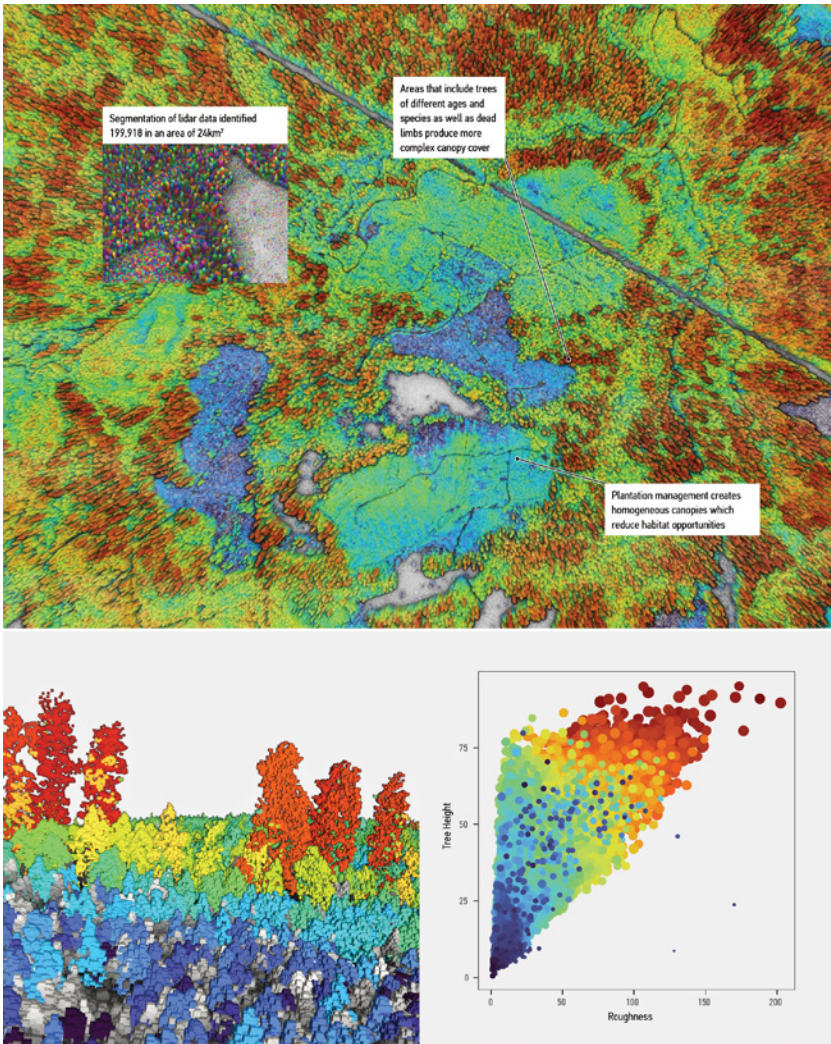 Segmentation of lidar data identified
199,918 in an area of 24km²
Areas that include trees
of different ages and
species as well as dead
limbs produce more
complex canopy cover
Plantation management creates
homogeneous canopies which
reduce habitat opportunities
Tree Height
75
50
25
0
0
50
100
150
200
Roughness